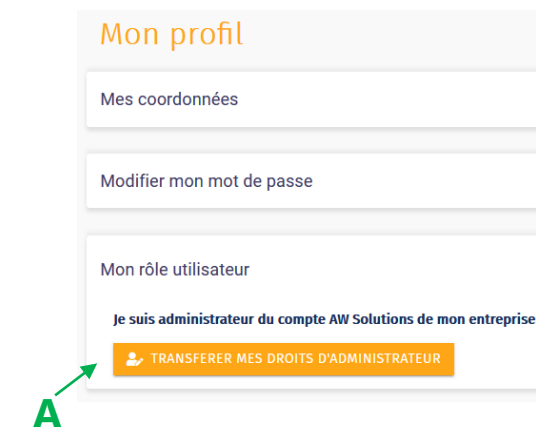 Mon profil
Mes coordonnées
Modifier mon mot de passe
Mon rôle utilisateur
Je suis administrateur du compte AW Solutions de mon entreprise
TRANSFERER MES DROITS D'ADMINISTRATEUR
A